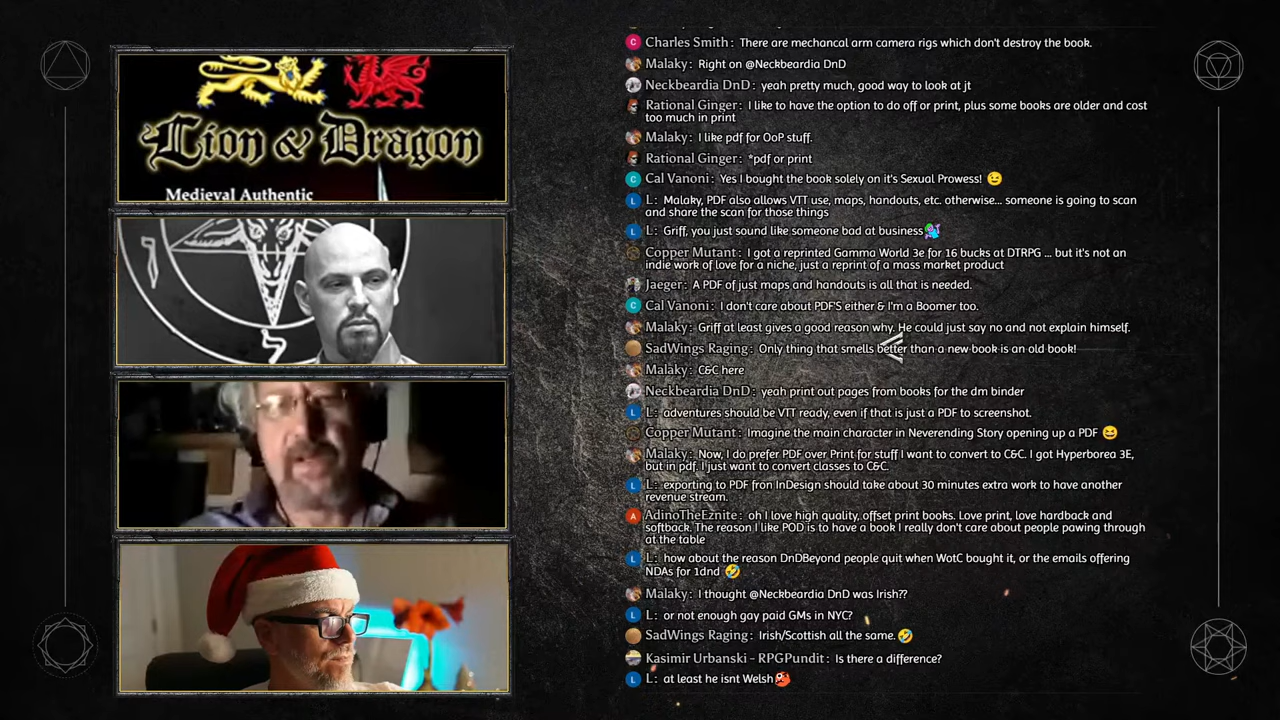 Lion & Dragon
Medieval Authentic
C Charles Smith: There are mechancal arm camera rigs which don't destroy the book.
Malaky: Right on @Neckbeardia DnD
Neckbeardia DnD: yeah pretty much, good way to look at jt
Rational Ginger: I like to have the option to do off or print, plus some books are older and cost
too much in print
Malaky: I like pdf for OoP stuff.
Rational Ginger: *pdf or print
C Cal Vanoni: Yes I bought the book solely on it's Sexual Prowess! 😉
L L: Malaky, PDF also allows VTT use, maps, handouts, etc. otherwise... someone is going to scan
and share the scan for those things
L L: Griff, you just sound like someone bad at business
Copper Mutant: I got a reprinted Gamma World 3e for 16 bucks at DTRPG ... but it's not an
indie work of love for a niche, just a reprint of a mass market product
Jaeger: A PDF of just maps and handouts is all that is needed.
C Cal Vanoni: I don't care about PDF'S either & I'm a Boomer too.
Malaky: Griff at least gives a good reason why. He could just say no and not explain himself.
SadWings Raging: Only thing that smells better than a new book is an old book!
Malaky: C&C here
Neckbeardia DnD: yeah print out pages from books for the dm binder
L L: adventures should be VTT ready, even if that is just a PDF to screenshot.
Copper Mutant: Imagine the main character in Neverending Story opening up a PDF 😆
Malaky: Now, I do prefer PDF over Print for stuff I want to convert to C&C. I got Hyperborea 3E,
but in pdf. I just want to convert classes to C&C.
L L: exporting to PDF fron InDesign should take about 30 minutes extra work to have another
revenue stream.
A AdinoTheEznite: oh I love high quality, offset print books. Love print, love hardback and
softback. The reason I like POD is to have a book I really don't care about people pawing through
at the table
L L: how about the reason DnDBeyond people quit when WotC bought it, or the emails offering
NDAs for 1dnd 🤣
Malaky: I thought @Neckbeardia DnD was Irish??
L L: or not enough gay paid GMs in NYC?
SadWings Raging: Irish/Scottish all the same. 🤣
Kasimir Urbanski - RPGPundit: Is there a difference?
L L: at least he isnt Welsh